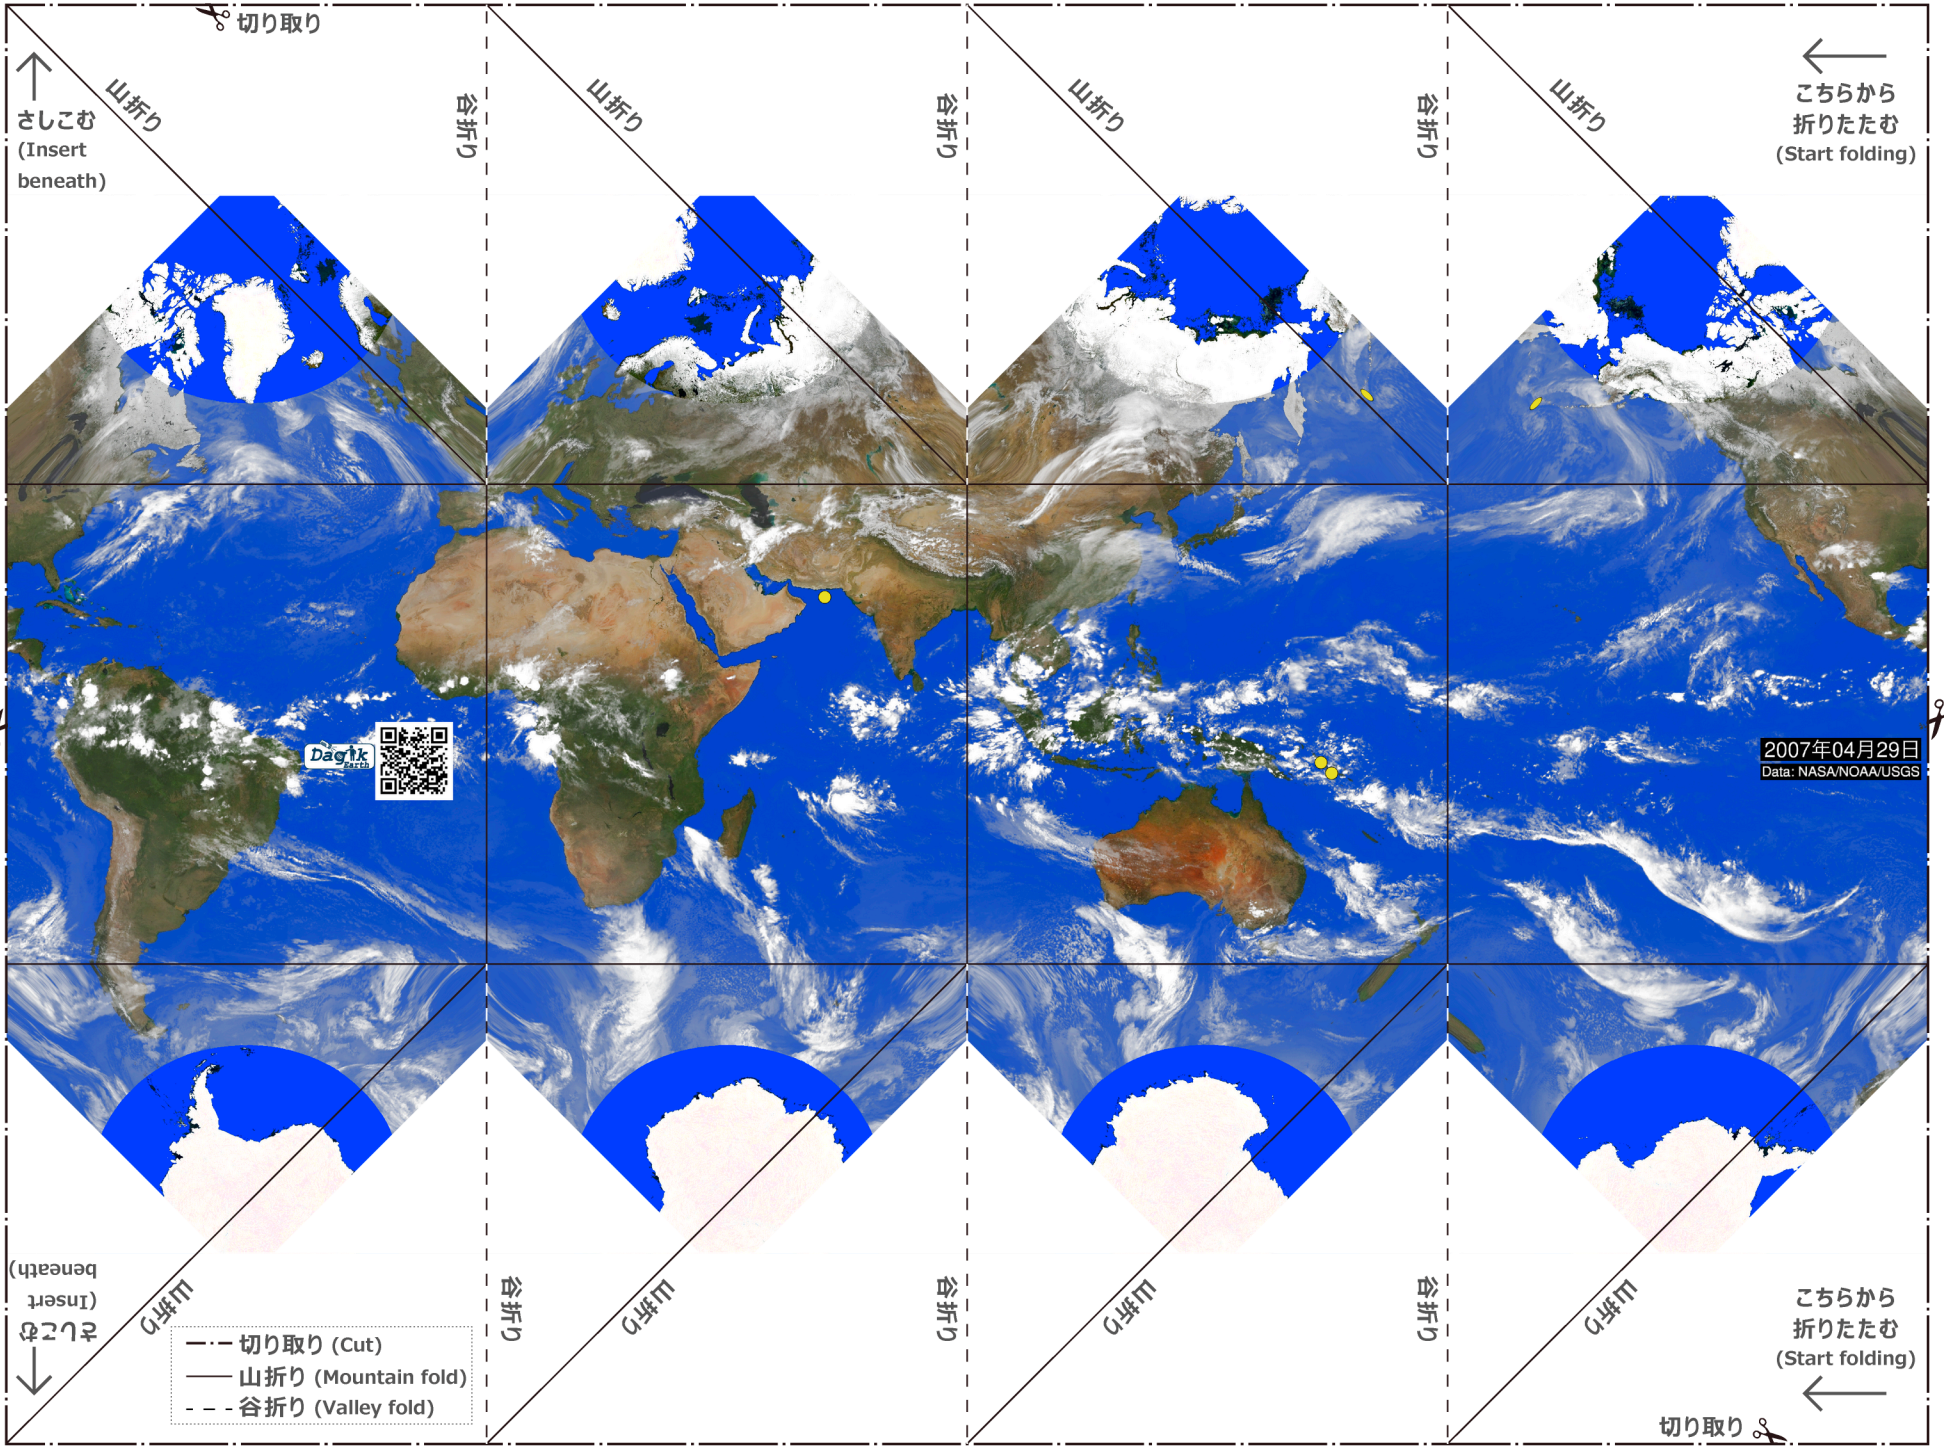 切り取り
さしこむ
(Insert
beneath)
山折り
谷折り
山折り
谷折り
山折り
谷折り
山折り
こちらから
折りたたむ
(Start folding)
Dagik
Earth
2007年04月29日
Data: NASA/NOAA/USGS
さしこむ
(Insert
beneath)
山折り
谷折り
山折り
谷折り
山折り
谷折り
山折り
こちらから
折りたたむ
(Start folding)
切り取り (Cut)
山折り (Mountain fold)
谷折り (Valley fold)
切り取り